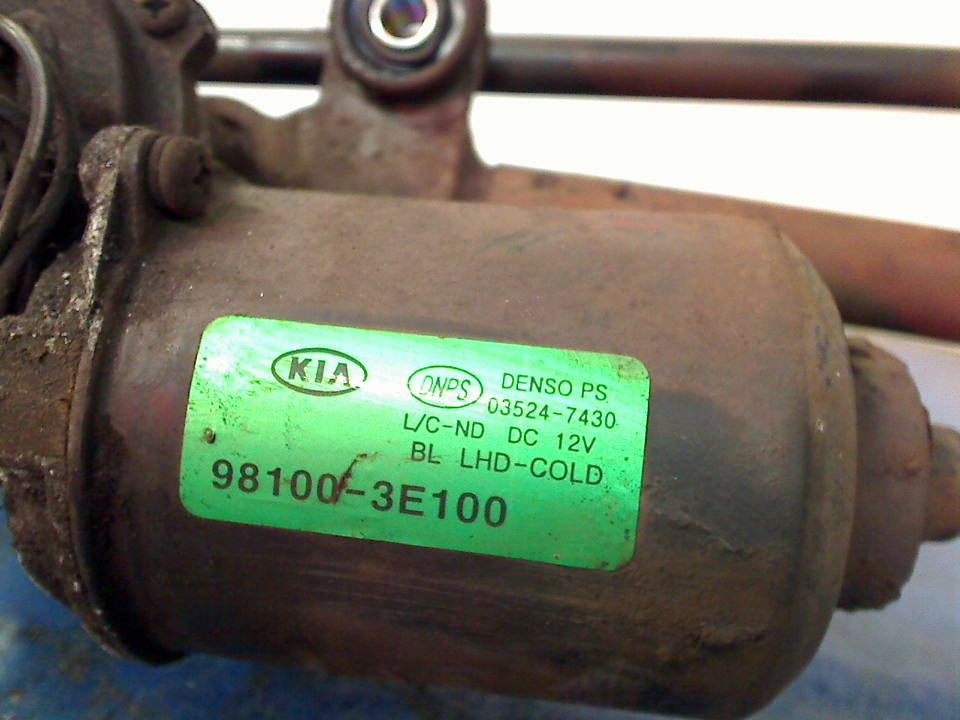 KIA
DNPS DENSO PS
03524-7430
L/C-ND DC 12V
BL LHD-COLD
98100-3E100